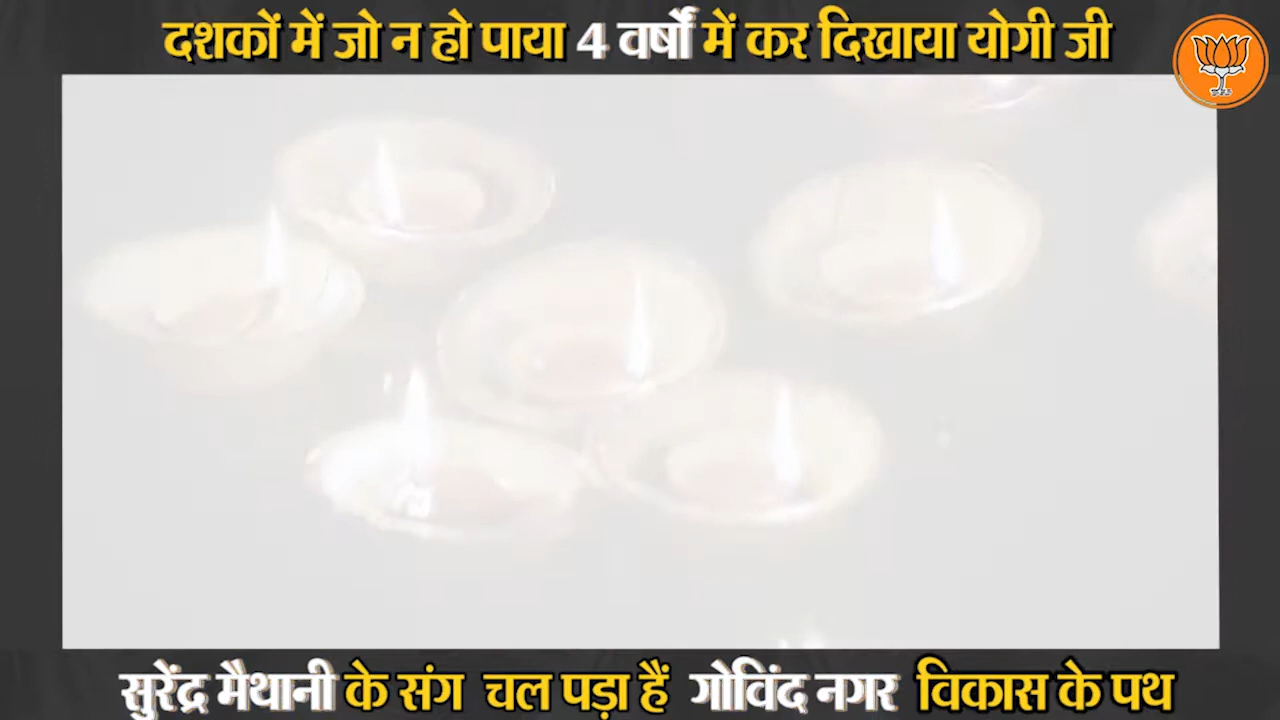 दशकों में जो न हो पाया 4 वर्षों में कर दिखाया योगी जी
सुरेंद्र मैथानी के संग चल पड़ा हैं गोविंद नगर विकास के पथ